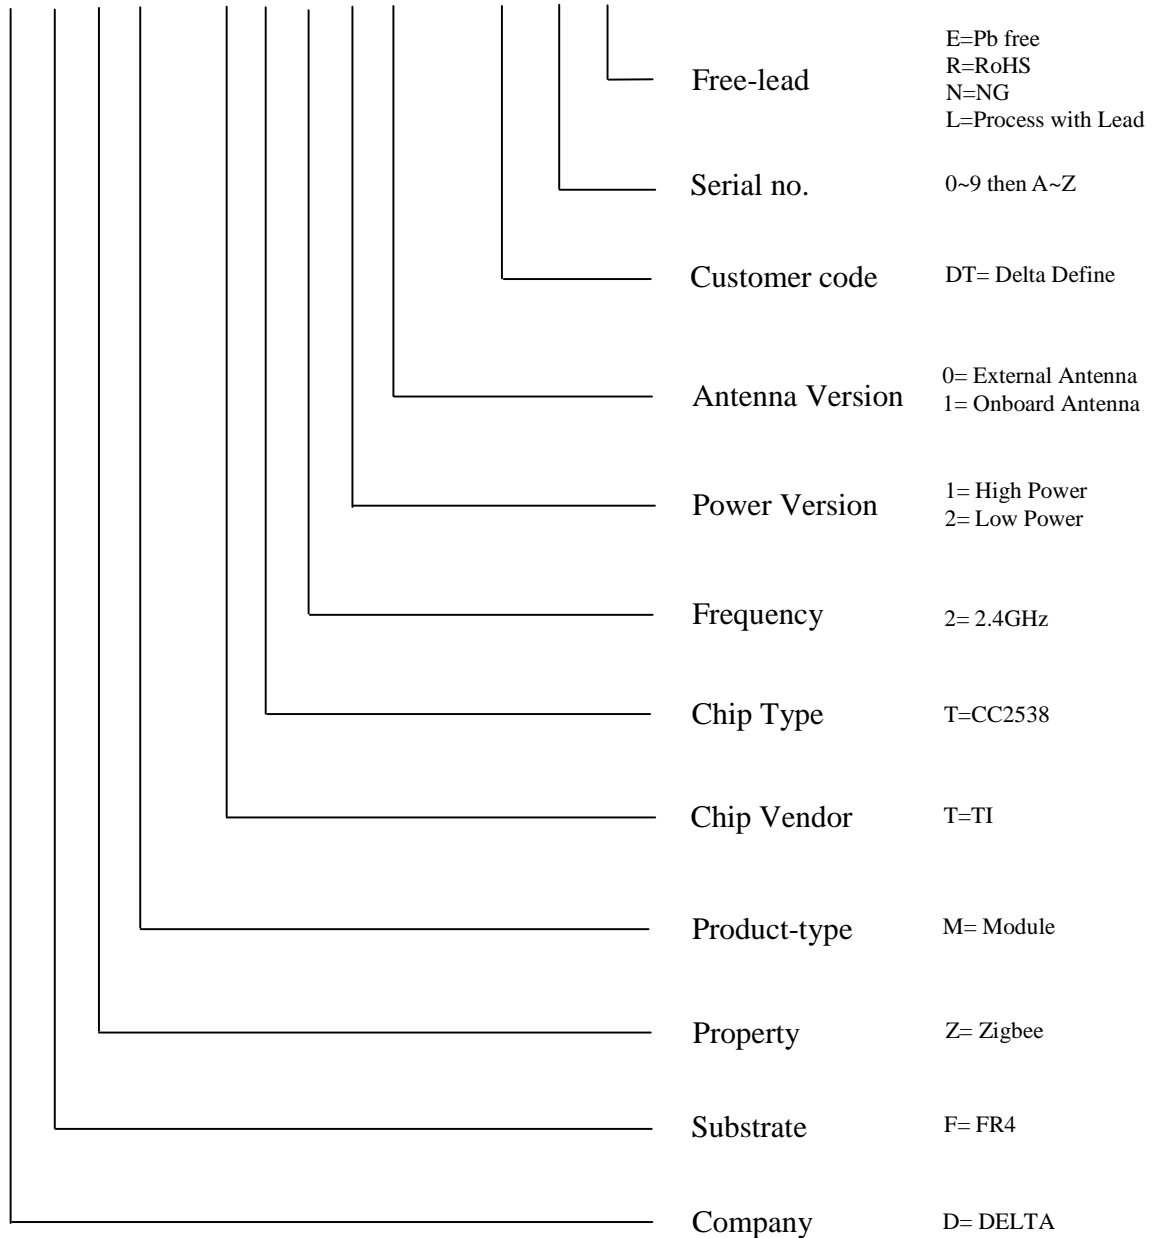 E=Pb free
Free-lead R=RoHS
N=NG
L=Process with Lead
Serial no. 0~9 then A~Z
Customer code DT= Delta Define
0= External Antenna
Antenna Version 1= Onboard Antenna
1= High Power
Power Version 2= Low Power
Frequency 2= 2.4GHz
Chip Type T=CC2538
Chip Vendor T=TI
Product-type M= Module
Property Z= Zigbee
Substrate F= FR4
Company D= DELTA